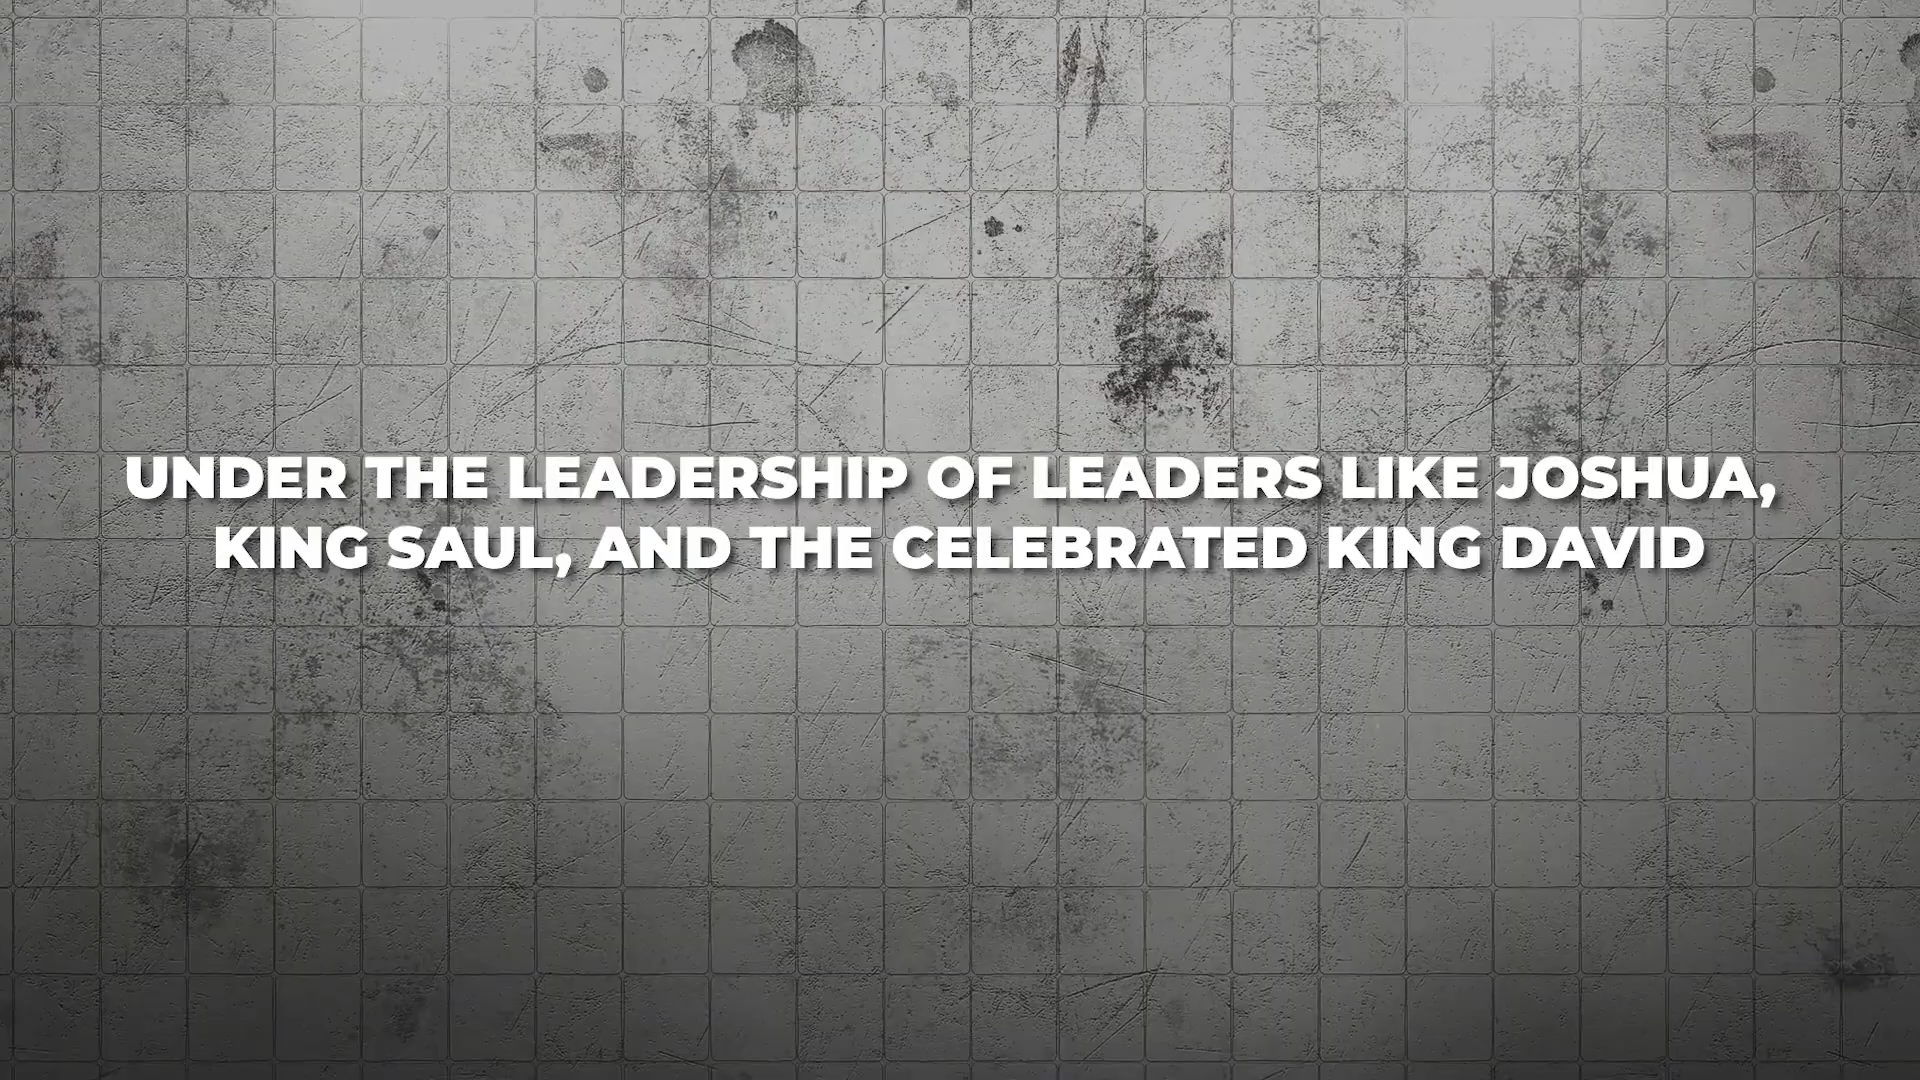 UNDER THE LEADERSHIP OF LEADERS LIKE JOSHUA,
KING SAUL, AND THE CELEBRATED KING DAVID